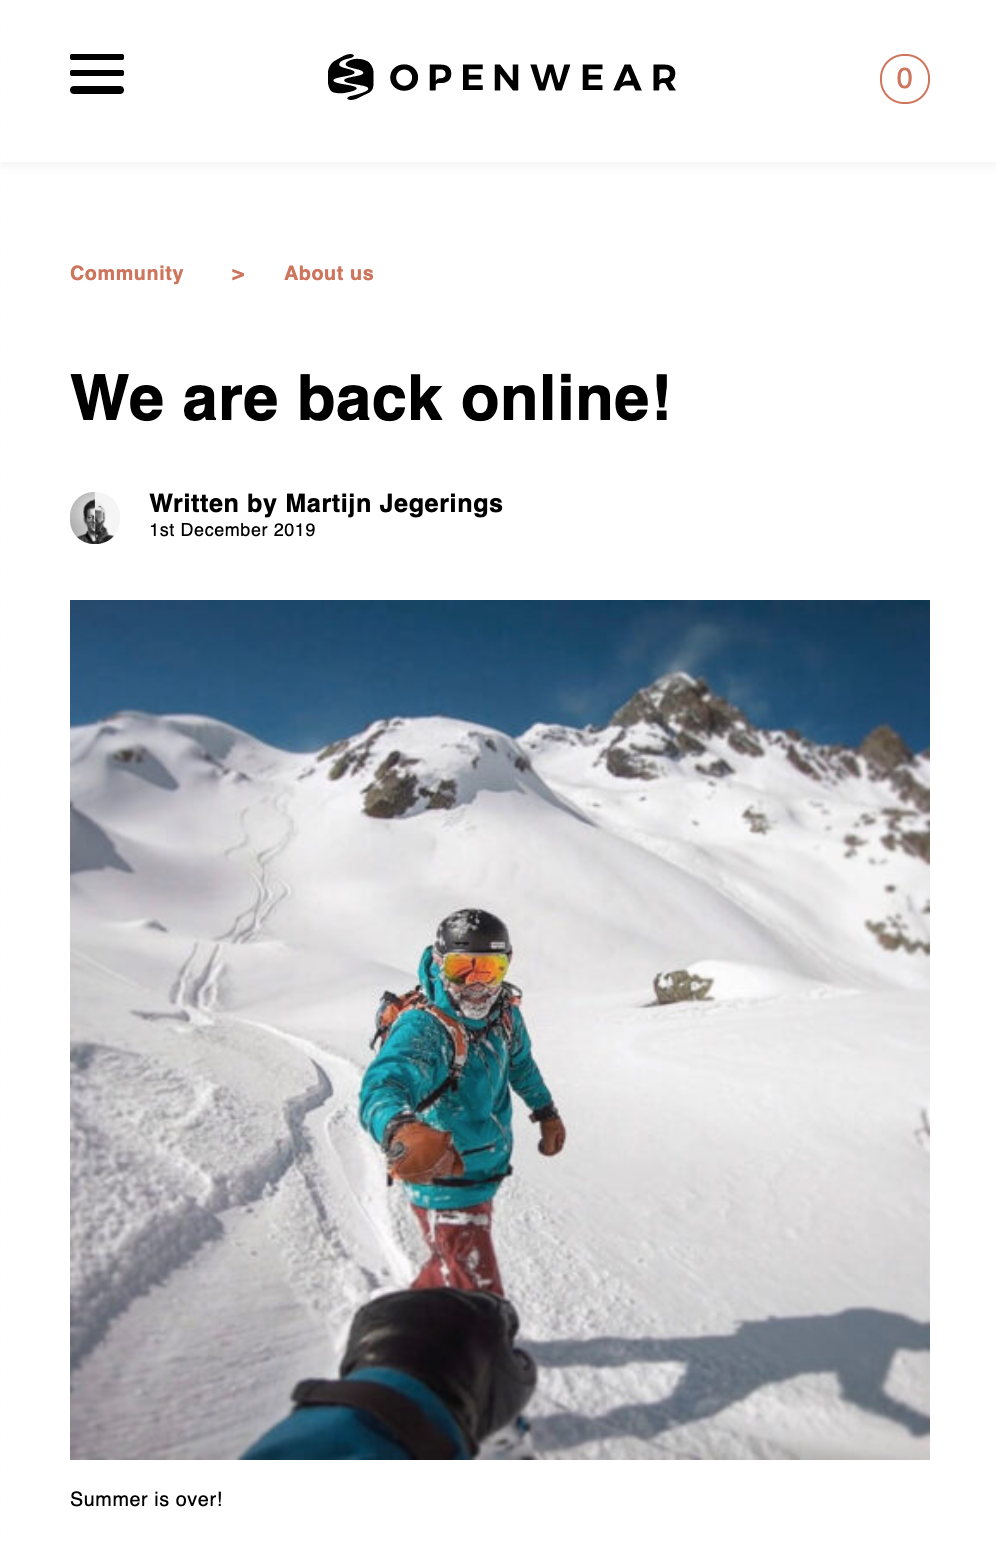 OPENWEAR
0
Community > About us
We are back online!
Written by Martijn Jegerings
1st December 2019
Summer is over!